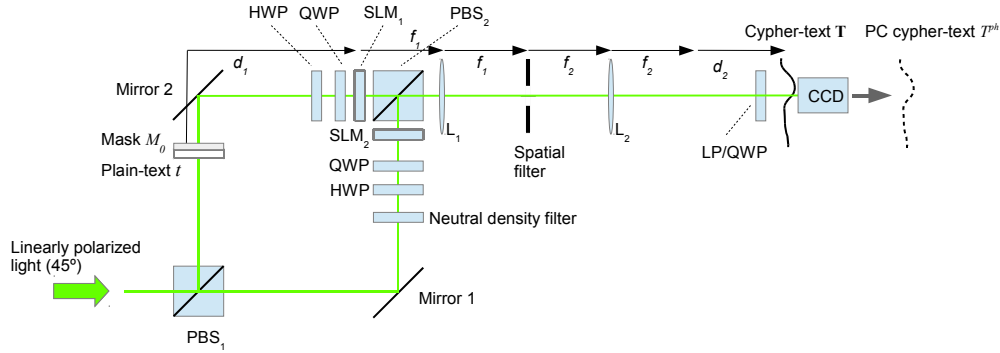 HWP QWP SLM1 PBS2
Cypher-text T PC cypher-text T^ph
f1
d1 f1 f2 f2 d2
Mirror 2
CCD
SLM2 L1 L2
Mask M0
LP/QWP
Plain-text t
QWP
Spatial
filter
HWP
Neutral density filter
Linearly polarized
light (45º)
Mirror 1
PBS1